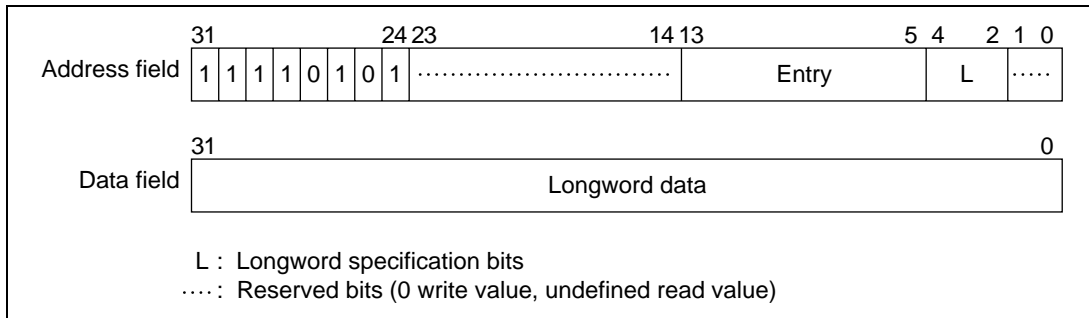 31 24 23 14 13 5 4 2 1 0
Address field 1 1 1 1 0 1 0 1 ................................ Entry L .....
31 0
Data field Longword data
L : Longword specification bits
···· : Reserved bits (0 write value, undefined read value)